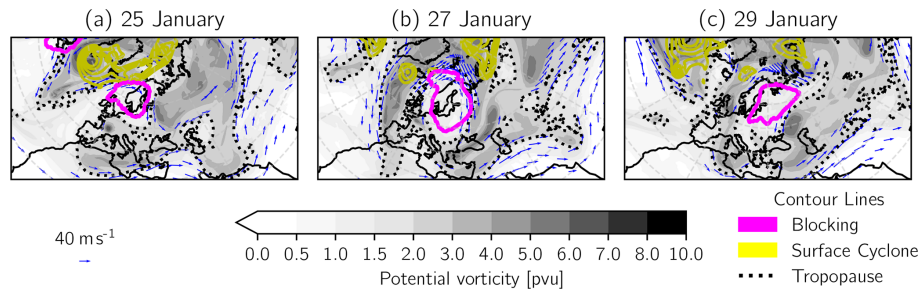 (a) 25 January
(b) 27 January
(c) 29 January
40 m s⁻¹
0.0 0.5 1.0 1.5 2.0 3.0 4.0 5.0 6.0 7.0 8.0 10.0
Potential vorticity [pvu]
Contour Lines
Blocking
Surface Cyclone
Tropopause